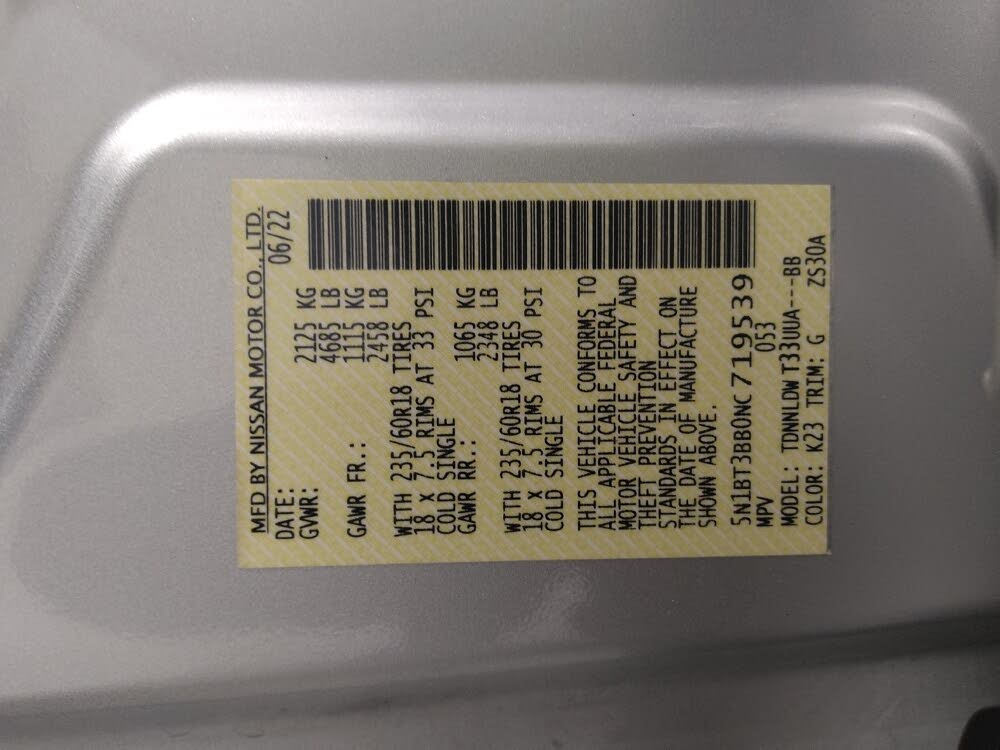 MFD BY NISSAN MOTOR CO., LTD.
DATE: 06/22
GVWR: 2125 KG
4685 LB
GAWR FR.: 1115 KG
2458 LB
WITH 235/60R18 TIRES
18 X 7.5 RIMS AT 33 PSI
COLD SINGLE
GAWR RR.: 1065 KG
2348 LB
WITH 235/60R18 TIRES
18 X 7.5 RIMS AT 30 PSI
COLD SINGLE
THIS VEHICLE CONFORMS TO
ALL APPLICABLE FEDERAL
MOTOR VEHICLE SAFETY AND
THEFT PREVENTION
STANDARDS IN EFFECT ON
THE DATE OF MANUFACTURE
SHOWN ABOVE.
5N1BT3BB0NC719539
MPV 053
MODEL: TDNNLDW T33UUA---BB
COLOR: K23 TRIM: G ZS30A